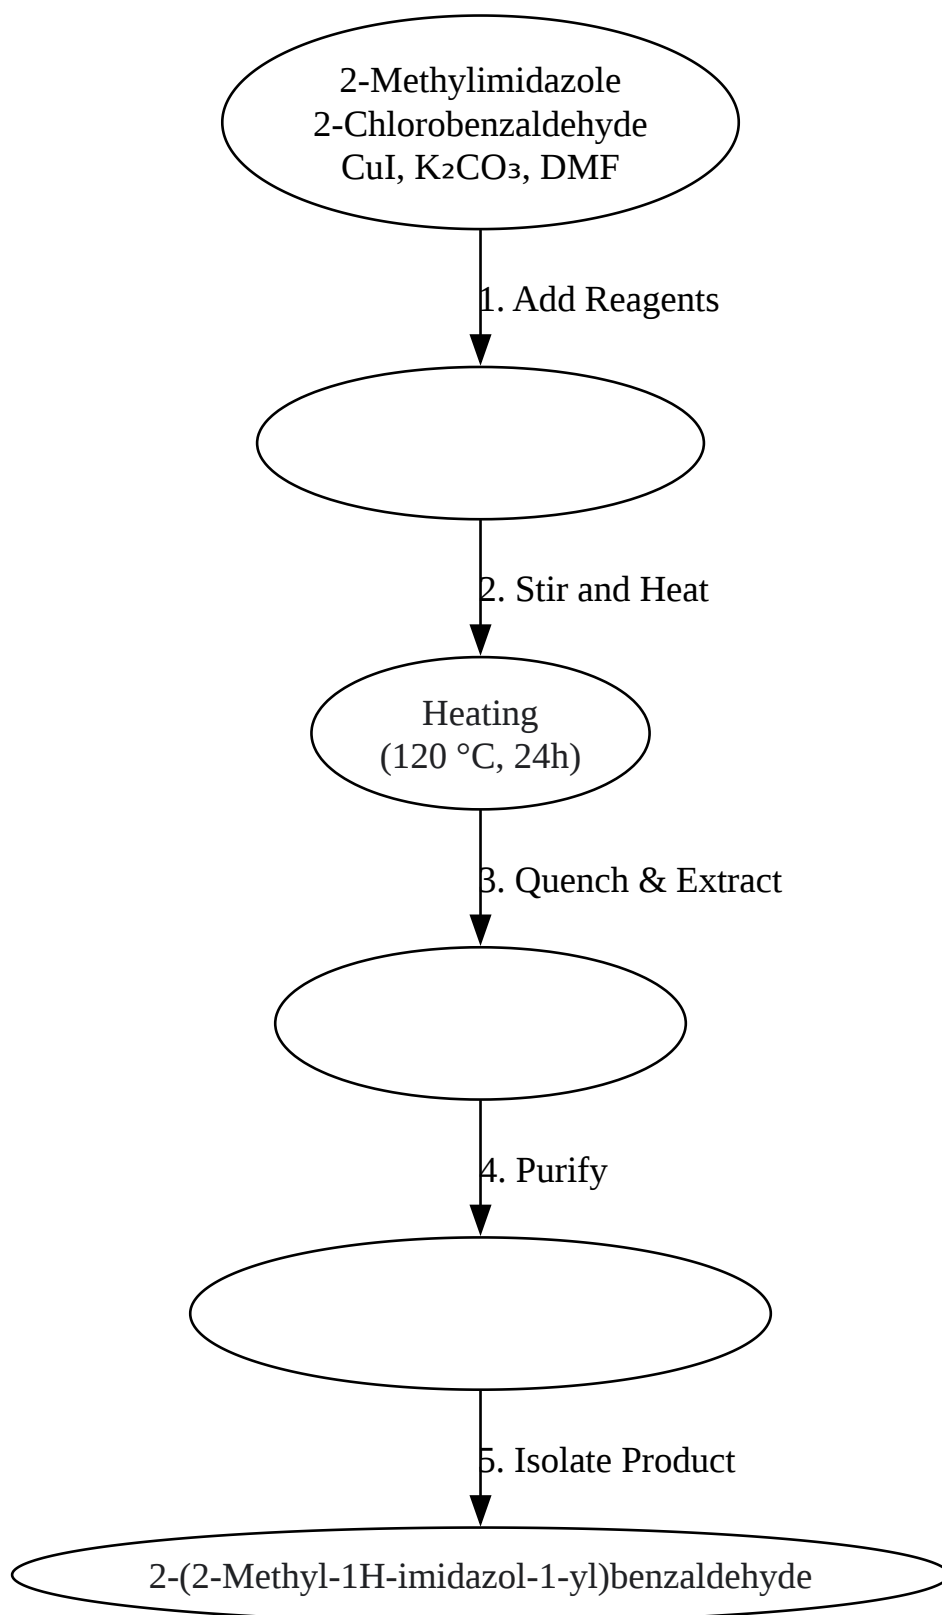 2-Methylimidazole
2-Chlorobenzaldehyde
CuI, K₂CO₃, DMF
1. Add Reagents
2. Stir and Heat
Heating
(120 °C, 24h)
3. Quench & Extract
4. Purify
5. Isolate Product
2-(2-Methyl-1H-imidazol-1-yl)benzaldehyde